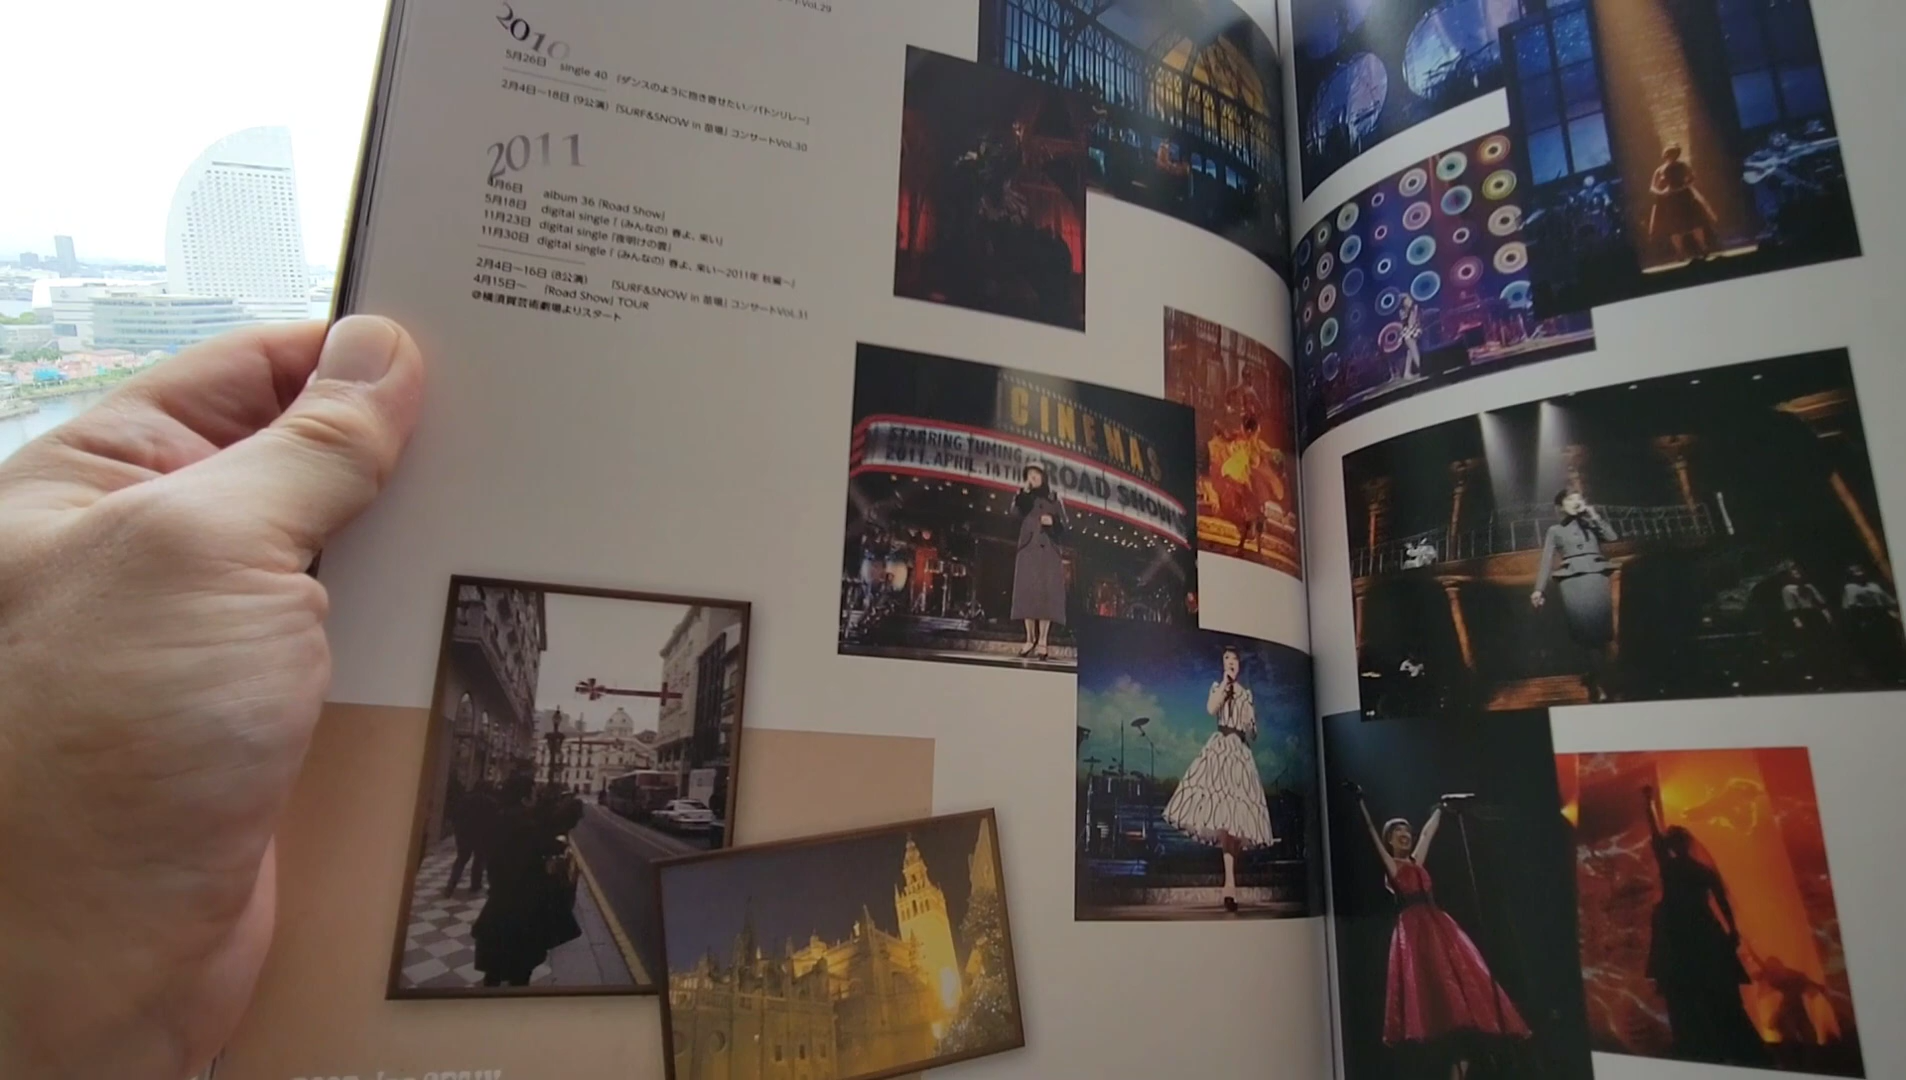 2010
5月26日 single 40 「ダンスのように抱き寄せたい/バトンリレー」
2月4日~18日 (9公演) 「SURF&SNOW in 苗場」 コンサートVol.30
2011
4月6日 album 36 「Road Show」
5月18日 digital single 「 (みんなの) 春よ、来い」
11月23日 digital single 「夜明けの雲」
11月30日 digital single 「 (みんなの) 春よ、来い~2011年 秋編~」
2月4日~16日 (8公演) 「SURF&SNOW in 苗場」 コンサートVol.31
4月15日~ 「Road Show」 TOUR
@横須賀芸術劇場よりスタート
CINEMAS
STARRING YUMING
2011. APRIL. 14TH
ROAD SHOW